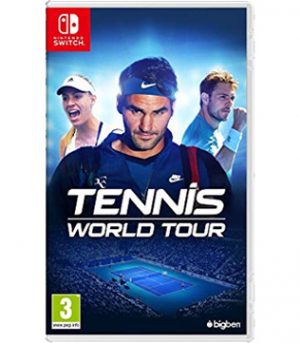 NINTENDO
SWITCH
TENNIS
WORLD TOUR
3
www.pegi.info
bigben